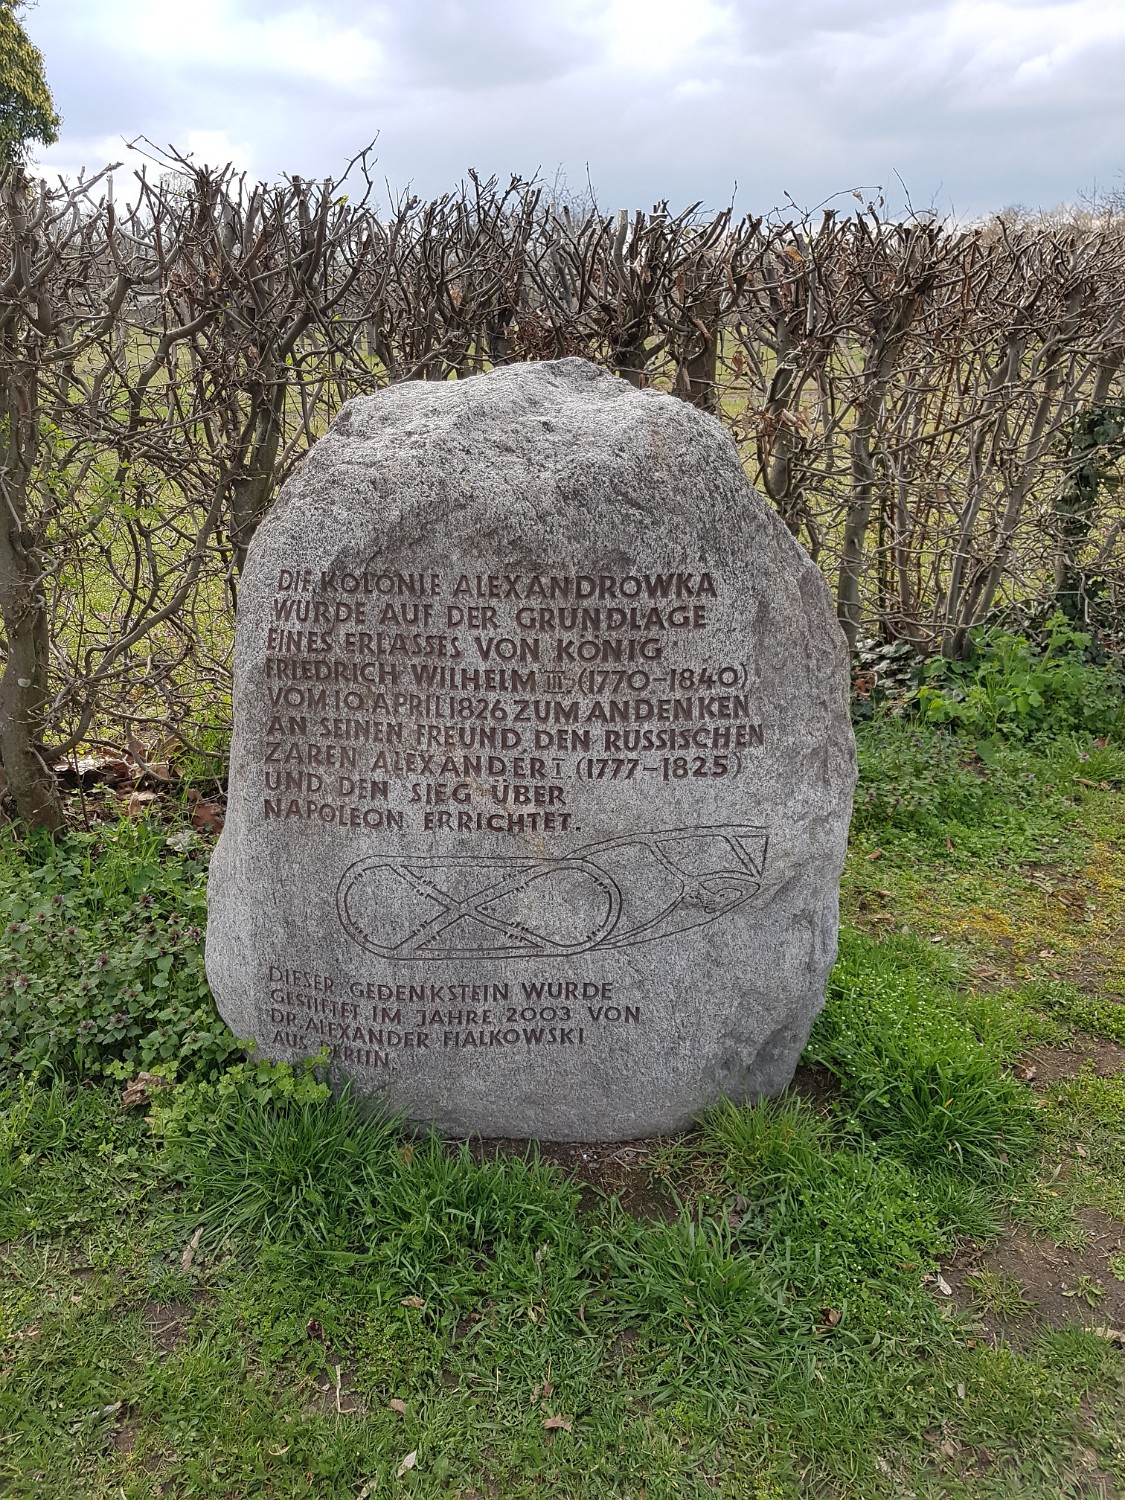 DIE KOLONIE ALEXANDROWKA
WURDE AUF DER GRUNDLAGE
EINES ERLASSES VON KÖNIG
FRIEDRICH WILHELM III. (1770–1840)
VOM 10. APRIL 1826 ZUM ANDENKEN
AN SEINEN FREUND, DEN RUSSISCHEN
ZAREN ALEXANDER I. (1777–1825)
UND DEN SIEG ÜBER
NAPOLEON ERRICHTET.
DIESER GEDENKSTEIN WURDE
GESTIFTET IM JAHRE 2003 VON
DR. ALEXANDER FIALKOWSKI
AUS BERLIN.